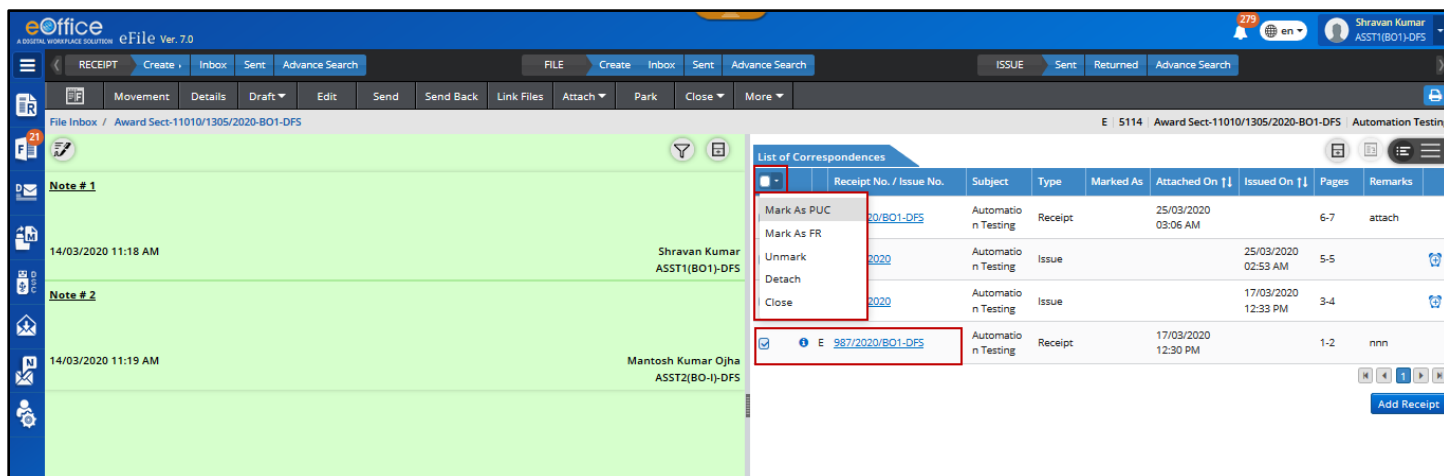 eOffice
A DIGITAL WORKPLACE SOLUTION eFile Ver. 7.0
279
en
Shravan Kumar
ASST1(BO1)-DFS
RECEIPT Create Inbox Sent Advance Search FILE Create Inbox Sent Advance Search ISSUE Sent Returned Advance Search
Movement Details Draft Edit Send Send Back Link Files Attach Park Close More
File Inbox / Award Sect-11010/1305/2020-BO1-DFS
E 5114 Award Sect-11010/1305/2020-BO1-DFS Automation Testing
21
DSC
List of Correspondences
Receipt No. / Issue No. Subject Type Marked As Attached On Issued On Pages Remarks
Mark As PUC
Mark As FR
Unmark
Detach
Close
20/BO1-DFS Automatio n Testing Receipt 25/03/2020 03:06 AM 6-7 attach
2020 Automatio n Testing Issue 25/03/2020 02:53 AM 5-5
2020 Automatio n Testing Issue 17/03/2020 12:33 PM 3-4
E 987/2020/BO1-DFS Automatio n Testing Receipt 17/03/2020 12:30 PM 1-2 nnn
1
Add Receipt
Note # 1
14/03/2020 11:18 AM Shravan Kumar
ASST1(BO1)-DFS
Note # 2
14/03/2020 11:19 AM Mantosh Kumar Ojha
ASST2(BO-I)-DFS